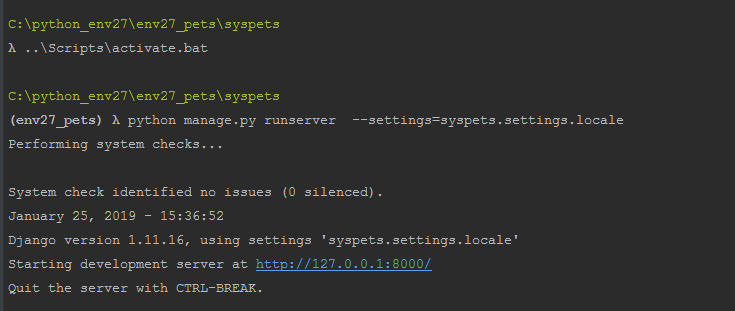 C:\python_env27\env27_pets\syspets
λ ..\Scripts\activate.bat
C:\python_env27\env27_pets\syspets
(env27_pets) λ python manage.py runserver  --settings=syspets.settings.locale
Performing system checks...
System check identified no issues (0 silenced).
January 25, 2019 - 15:36:52
Django version 1.11.16, using settings 'syspets.settings.locale'
Starting development server at http://127.0.0.1:8000/
Quit the server with CTRL-BREAK.